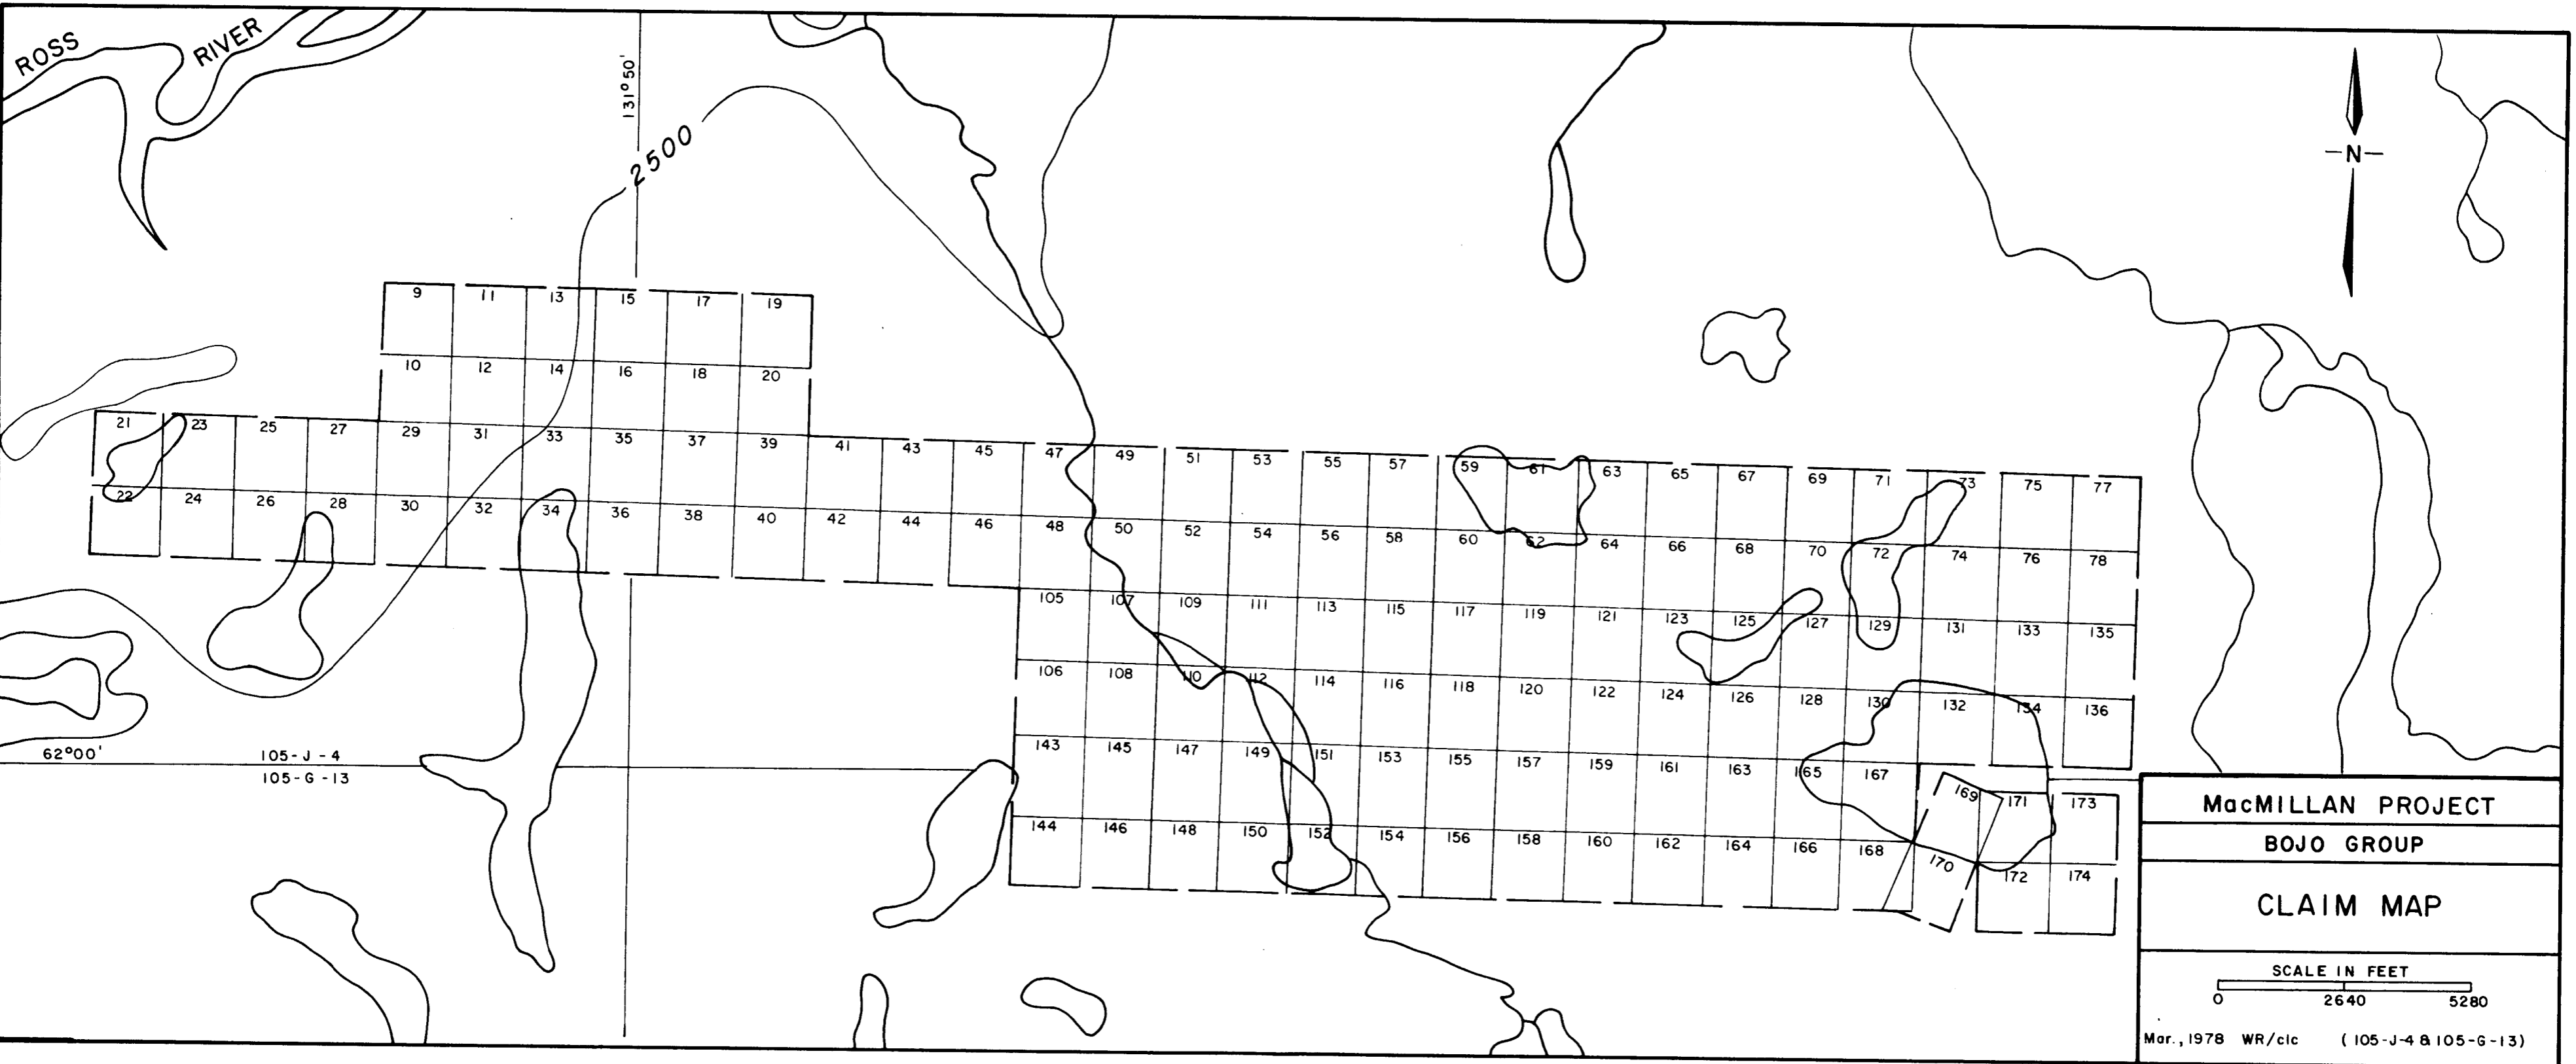 ROSS RIVER
131°50'
2500
-N-
9 11 13 15 17 19
10 12 14 16 18 20
21 23 25 27 29 31 33 35 37 39 41 43 45 47 49 51 53 55 57 59 61 63 65 67 69 71 73 75 77
22 24 26 28 30 32 34 36 38 40 42 44 46 48 50 52 54 56 58 60 62 64 66 68 70 72 74 76 78
105 107 109 111 113 115 117 119 121 123 125 127 129 131 133 135
106 108 110 112 114 116 118 120 122 124 126 128 130 132 134 136
62°00' 105-J-4
105-G-13
143 145 147 149 151 153 155 157 159 161 163 165 167 169 171 173
144 146 148 150 152 154 156 158 160 162 164 166 168 170 172 174
MacMILLAN PROJECT
BOJO GROUP
CLAIM MAP
SCALE IN FEET
0 2640 5280
Mar., 1978 WR/clc (105-J-4 & 105-G-13)